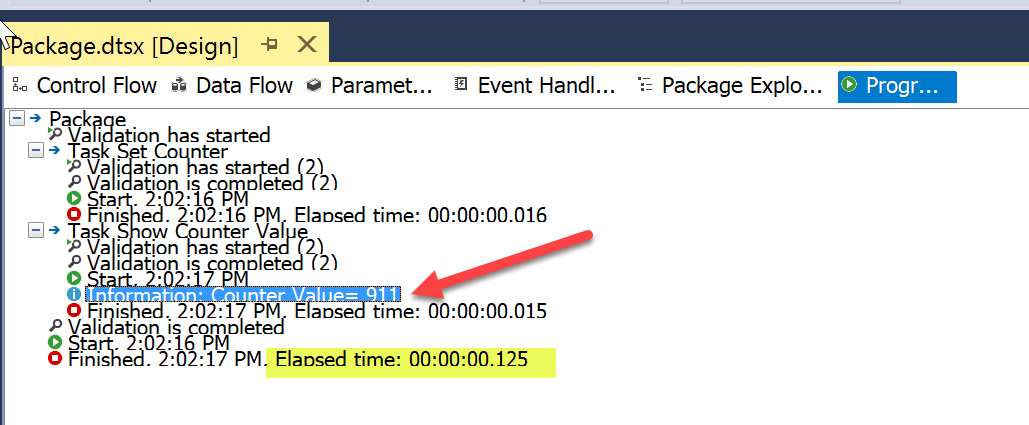 Package.dtsx [Design]
Control Flow Data Flow Paramet... Event Handl... Package Explo... Progr...
Package
Validation has started
Task Set Counter
Validation has started (2)
Validation is completed (2)
Start, 2:02:16 PM
Finished, 2:02:16 PM, Elapsed time: 00:00:00.016
Task Show Counter Value
Validation has started (2)
Validation is completed (2)
Start, 2:02:17 PM
Information: Counter Value= 911
Finished, 2:02:17 PM, Elapsed time: 00:00:00.015
Validation is completed
Start, 2:02:16 PM
Finished, 2:02:17 PM, Elapsed time: 00:00:00.125